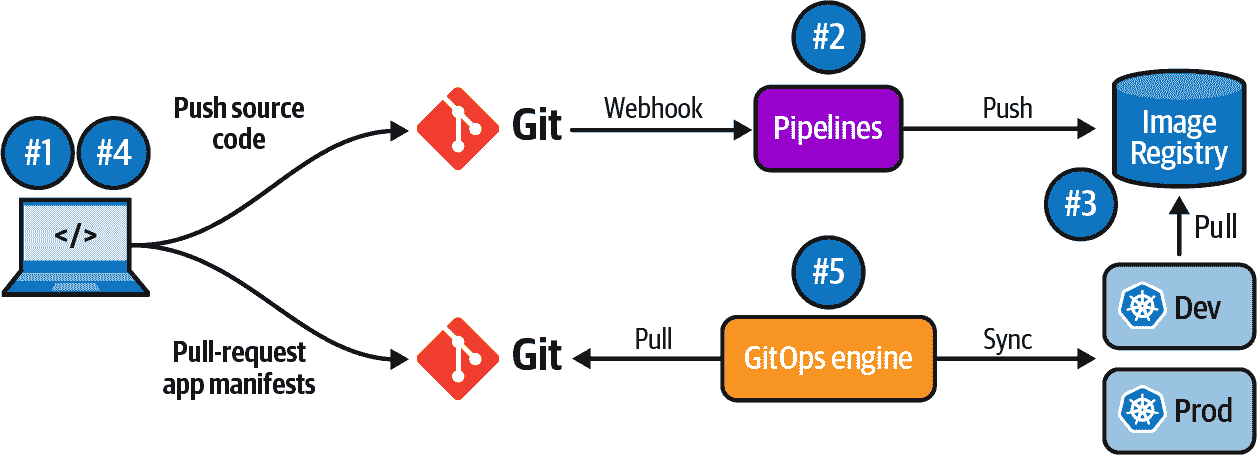 #1
#4
</>
Push source
code
Git
Webhook
#2
Pipelines
Push
Image
Registry
#3
Pull
Pull-request
app manifests
Git
Pull
#5
GitOps engine
Sync
Dev
Prod